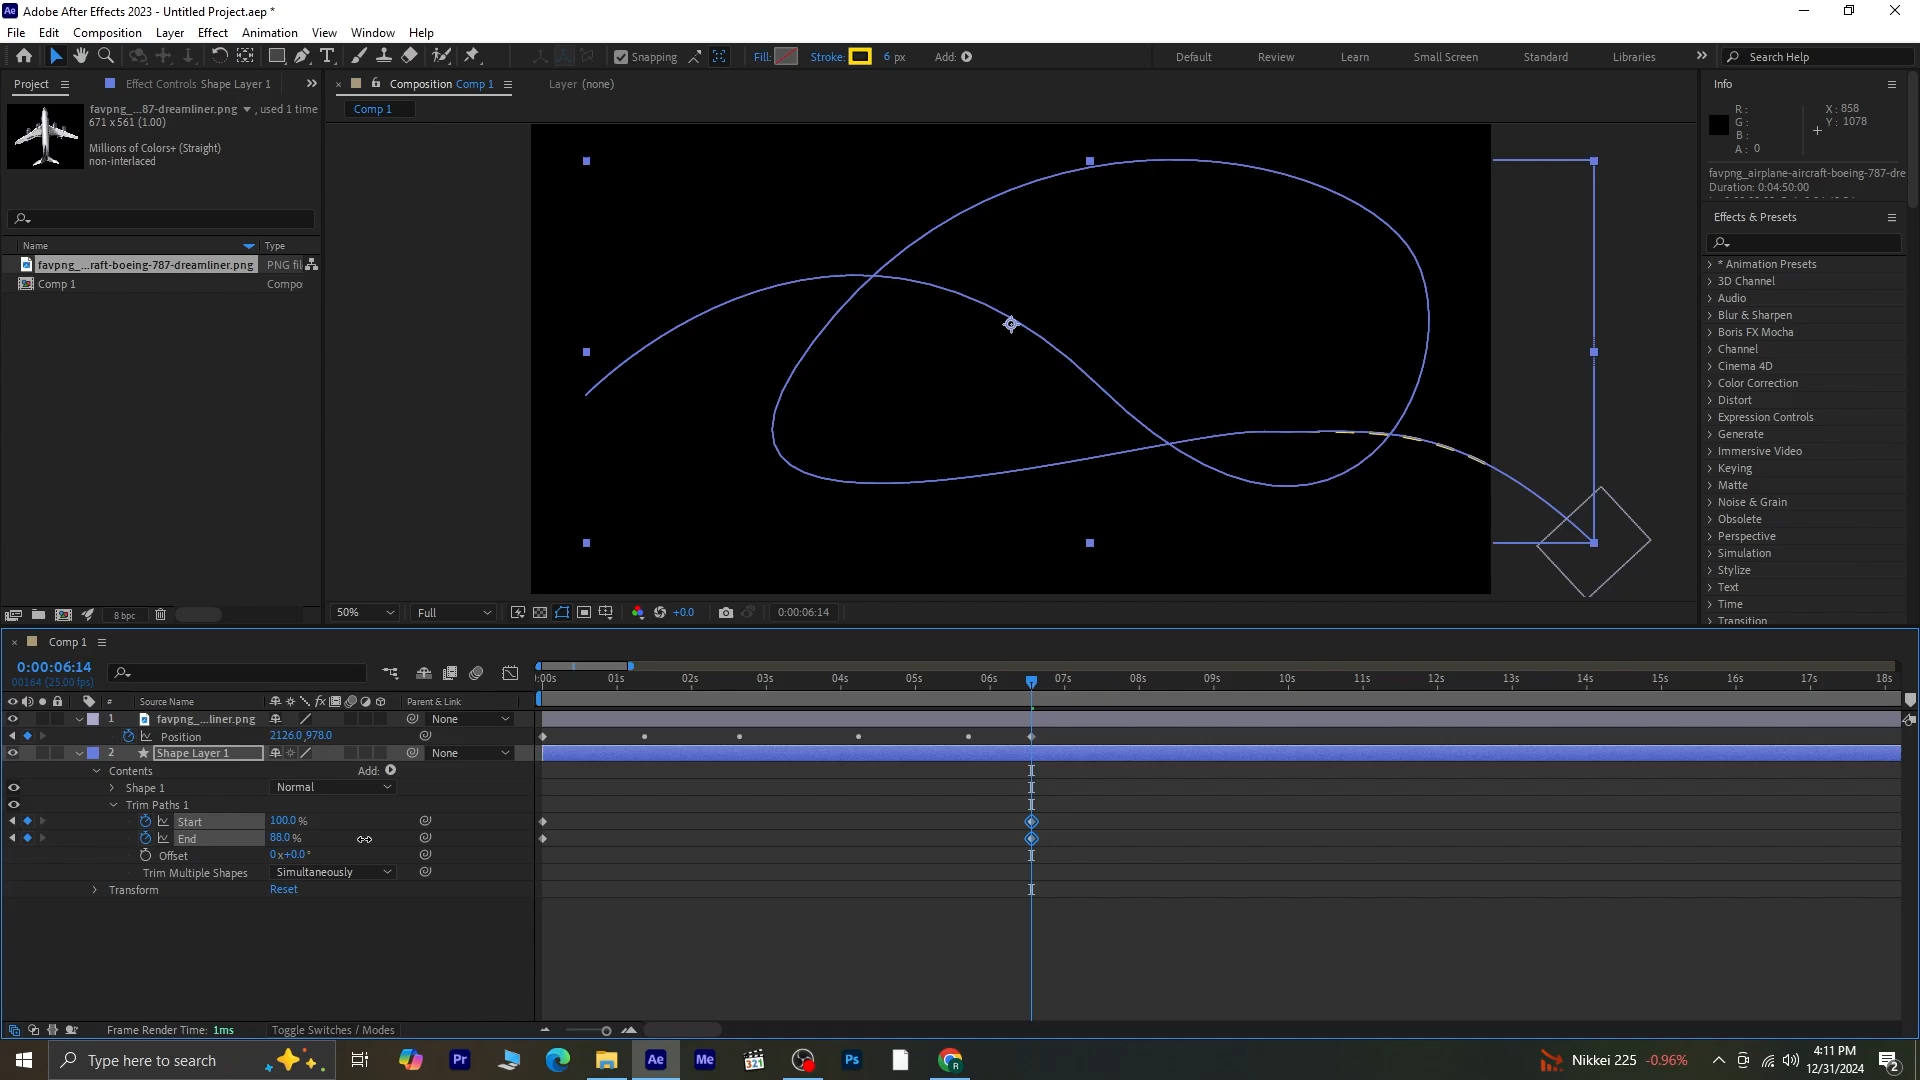 Adobe After Effects 2023 - Untitled Project.aep *
File Edit Composition Layer Effect Animation View Window Help
Snapping Fill: Stroke: 6 px Add: Default Review Learn Small Screen Standard Libraries Search Help
Project Effect Controls Shape Layer 1
Composition Comp 1 Layer (none)
Info
favpng_...87-dreamliner.png , used 1 time
671 x 561 (1.00)
Millions of Colors+ (Straight)
non-interlaced
Comp 1
R : X : 858
G : Y : 1078
B :
A : 0
favpng_airplane-aircraft-boeing-787-dre
Duration: 0:04:50:00
Effects & Presets
Name Type
favpng_...raft-boeing-787-dreamliner.png PNG fil
Comp 1 Compo
* Animation Presets
3D Channel
Audio
Blur & Sharpen
Boris FX Mocha
Channel
Cinema 4D
Color Correction
Distort
Expression Controls
Generate
Immersive Video
Keying
Matte
Noise & Grain
Obsolete
Perspective
Simulation
Stylize
Text
Time
Transition
8 bpc
50% Full +0.0 0:00:06:14
Comp 1
0:00:06:14
00164 (25.00 fps)
:00s 01s 02s 03s 04s 05s 06s 07s 08s 09s 10s 11s 12s 13s 14s 15s 16s 17s 18s
# Source Name fx Parent & Link
1 favpng_...liner.png None
Position 2126.0,978.0
2 Shape Layer 1 None
Contents Add:
Shape 1 Normal
Trim Paths 1
Start 100.0 %
End 88.0 %
Offset 0x+0.0°
Trim Multiple Shapes Simultaneously
Transform Reset
Frame Render Time: 1ms Toggle Switches / Modes
Type here to search
Pr Ae Me 321 Ps
Nikkei 225 -0.96%
4:11 PM
12/31/2024
2